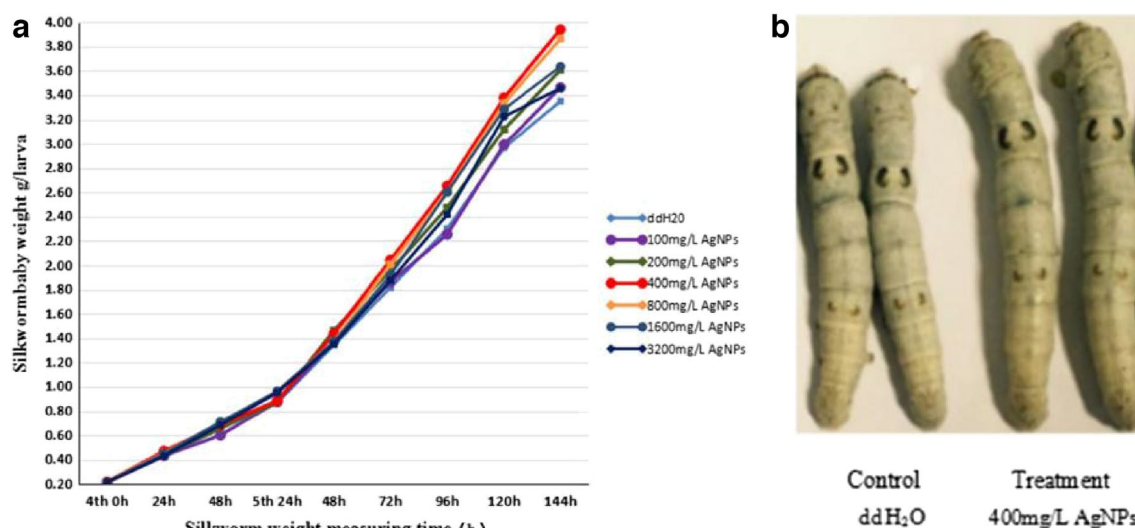 a
Silkwormbaby weight g/larva
4.00
3.80
3.60
3.40
3.20
3.00
2.80
2.60
2.40
2.20
2.00
1.80
1.60
1.40
1.20
1.00
0.80
0.60
0.40
0.20
4th 0h 24h 48h 5th 24h 48h 72h 96h 120h 144h
Sillkworm weight measuring time (h)
ddH20
100mg/L AgNPs
200mg/L AgNPs
400mg/L AgNPs
800mg/L AgNPs
1600mg/L AgNPs
3200mg/L AgNPs
b
Control Treatment
ddH₂O 400mg/L AgNPs